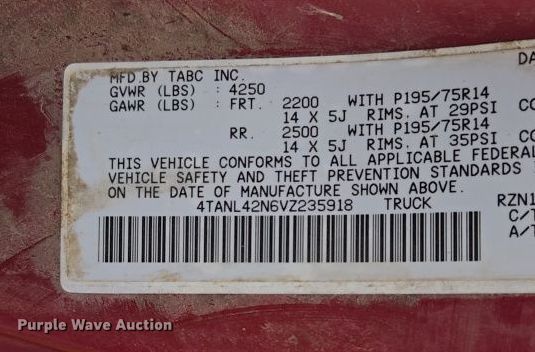 DA
MFD.BY TABC INC.
GVWR (LBS) : 4250
GAWR (LBS) : FRT. 2200 WITH P195/75R14
14 X 5J RIMS. AT 29PSI CO
RR. 2500 WITH P195/75R14
14 X 5J RIMS. AT 35PSI CO
THIS VEHICLE CONFORMS TO ALL APPLICABLE FEDERAL
VEHICLE SAFETY AND THEFT PREVENTION STANDARDS
ON THE DATE OF MANUFACTURE SHOWN ABOVE.
4TANL42N6VZ235918 TRUCK RZN1
C/T
A/T
Purple Wave Auction